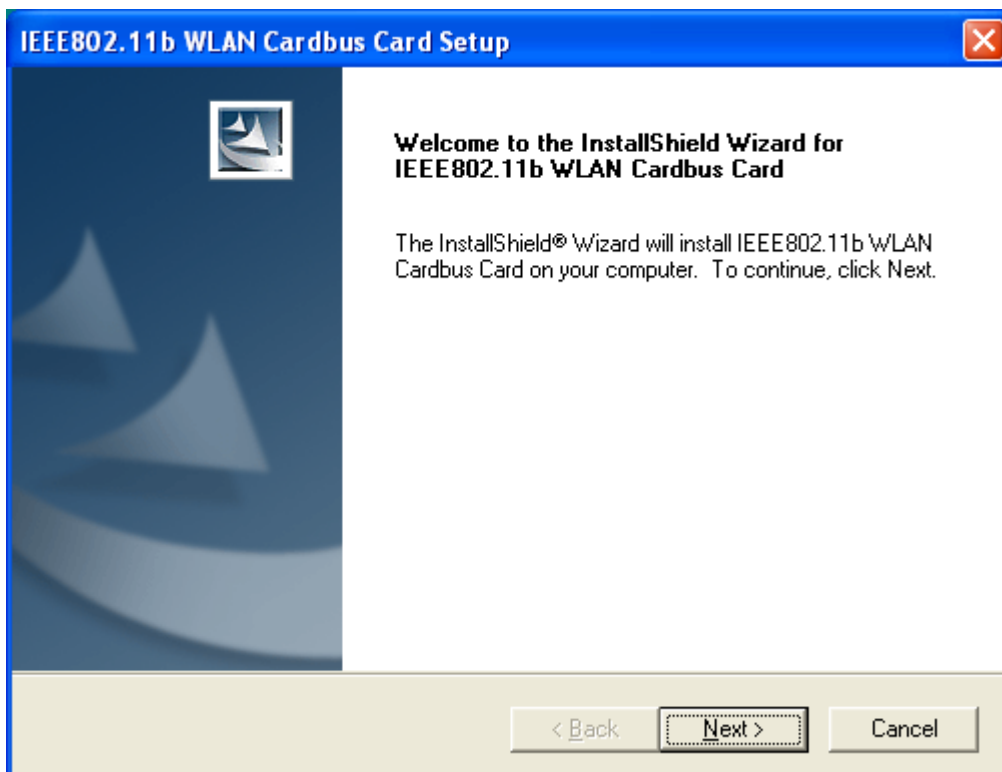 IEEE802.11b WLAN Cardbus Card Setup
Welcome to the InstallShield Wizard for
IEEE802.11b WLAN Cardbus Card
The InstallShield® Wizard will install IEEE802.11b WLAN
Cardbus Card on your computer.  To continue, click Next.
< Back
Next >
Cancel